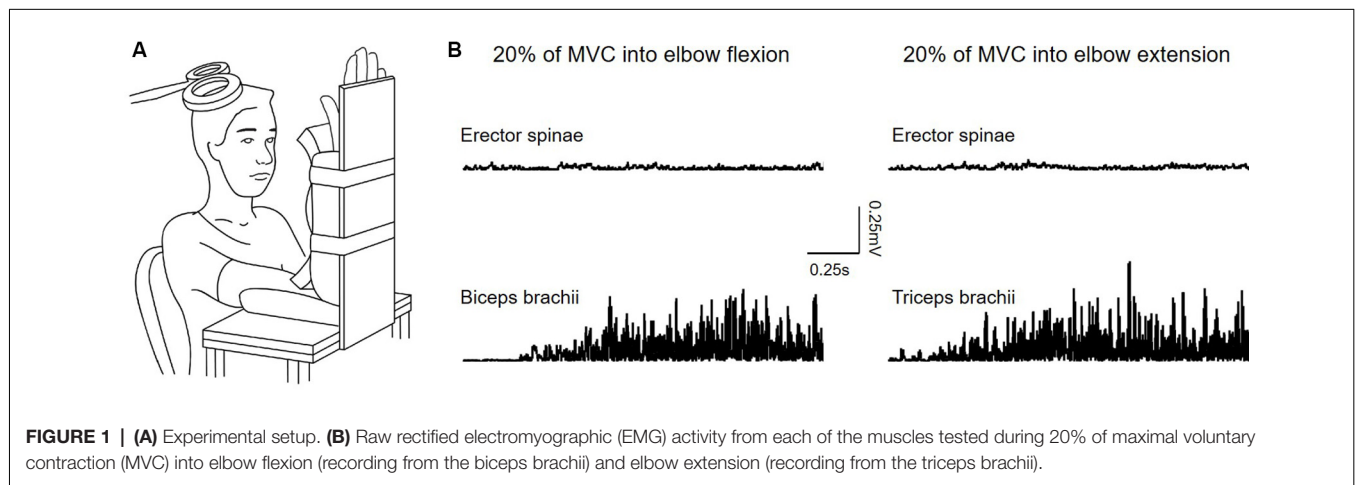 A
B
20% of MVC into elbow flexion
20% of MVC into elbow extension
Erector spinae
Erector spinae
0.25mV
0.25s
Biceps brachii
Triceps brachii
FIGURE 1 | (A) Experimental setup. (B) Raw rectified electromyographic (EMG) activity from each of the muscles tested during 20% of maximal voluntary
contraction (MVC) into elbow flexion (recording from the biceps brachii) and elbow extension (recording from the triceps brachii).